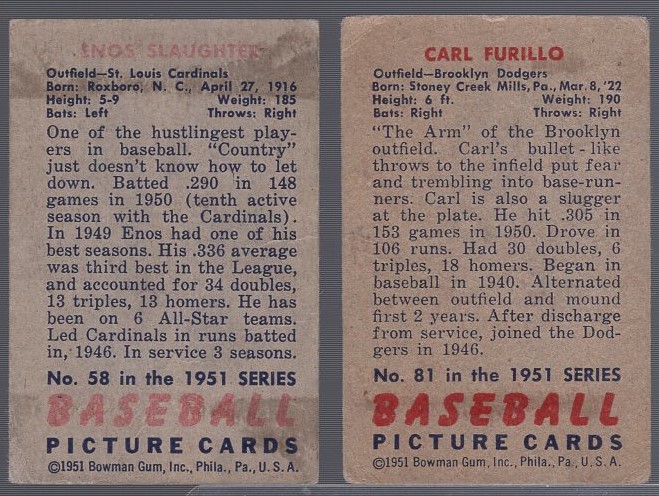 ENOS SLAUGHTER
Outfield—St. Louis Cardinals
Born: Roxboro, N. C., April 27, 1916
Height: 5-9 Weight: 185
Bats: Left Throws: Right
One of the hustlingest play-
ers in baseball. "Country"
just doesn't know how to let
down. Batted .290 in 148
games in 1950 (tenth active
season with the Cardinals).
In 1949 Enos had one of his
best seasons. His .336 average
was third best in the League,
and accounted for 34 doubles,
13 triples, 13 homers. He has
been on 6 All-Star teams.
Led Cardinals in runs batted
in, 1946. In service 3 seasons.
No. 58 in the 1951 SERIES
BASEBALL
PICTURE CARDS
©1951 Bowman Gum, Inc., Phila., Pa., U. S. A.
CARL FURILLO
Outfield—Brooklyn Dodgers
Born: Stoney Creek Mills, Pa., Mar. 8, '22
Height: 6 ft. Weight: 190
Bats: Right Throws: Right
"The Arm" of the Brooklyn
outfield. Carl's bullet-like
throws to the infield put fear
and trembling into base-run-
ners. Carl is also a slugger
at the plate. He hit .305 in
153 games in 1950. Drove in
106 runs. Had 30 doubles, 6
triples, 18 homers. Began in
baseball in 1940. Alternated
between outfield and mound
first 2 years. After discharge
from service, joined the Dod-
gers in 1946.
No. 81 in the 1951 SERIES
BASEBALL
PICTURE CARDS
©1951 Bowman Gum, Inc., Phila., Pa., U. S. A.